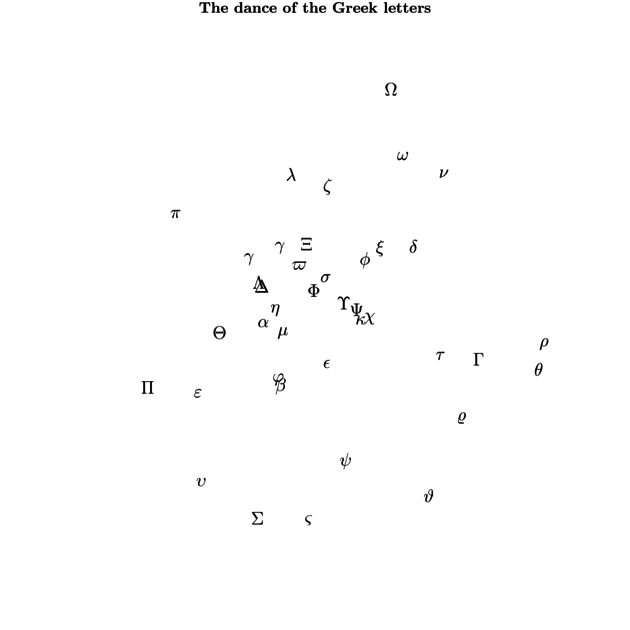 The dance of the Greek letters
Ω
ω
ν
λ
ζ
π
γ
γ
Ξ
ξ
δ
ϖ
ϕ
σ
Λ
Δ
Φ
η
Υ
Ψ
κ
χ
α
μ
Θ
ρ
τ
Γ
ϵ
θ
φ
β
Π
ε
ϱ
ψ
υ
ϑ
Σ
ς